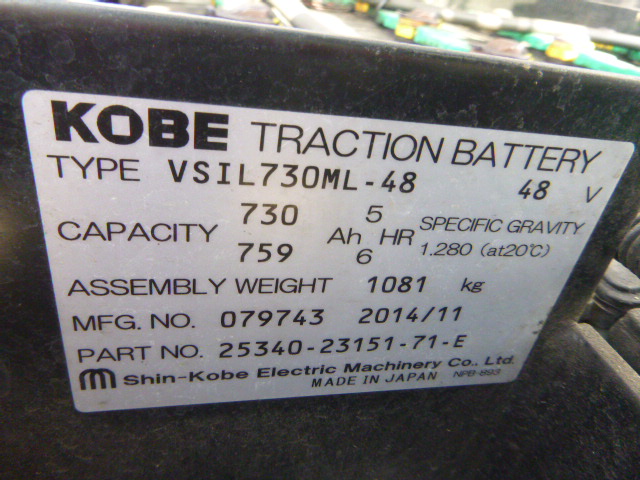 KOBE TRACTION BATTERY
TYPE VSIL730ML-48 48 V
CAPACITY 730 Ah 5 HR SPECIFIC GRAVITY
759 6 1.280 (at20℃)
ASSEMBLY WEIGHT 1081 kg
MFG. NO. 079743 2014/11
PART NO. 25340-23151-71-E
Shin-Kobe Electric Machinery Co., Ltd.
MADE IN JAPAN NPB-893